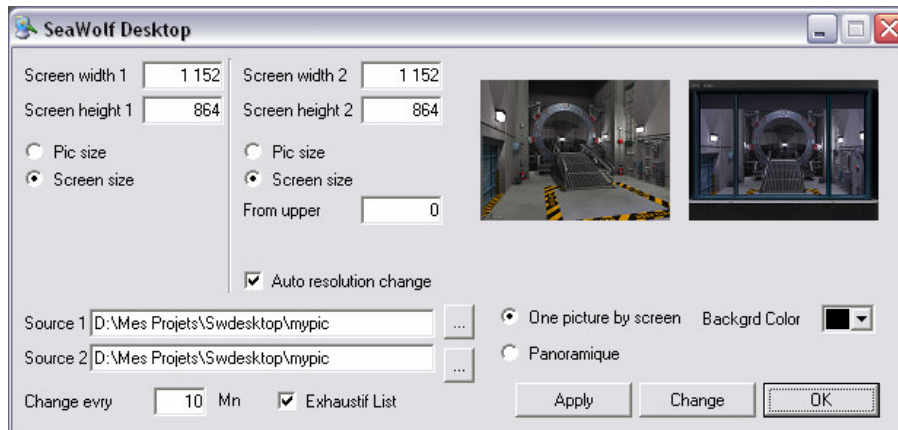 SeaWolf Desktop
Screen width 1 1 152
Screen height 1 864
Pic size
Screen size
Screen width 2 1 152
Screen height 2 864
Pic size
Screen size
From upper 0
Auto resolution change
Source 1 D:\Mes Projets\Swdesktop\mypic ...
Source 2 D:\Mes Projets\Swdesktop\mypic ...
Change evry 10 Mn Exhaustif List
One picture by screen Backgrd Color
Panoramique
Apply Change OK